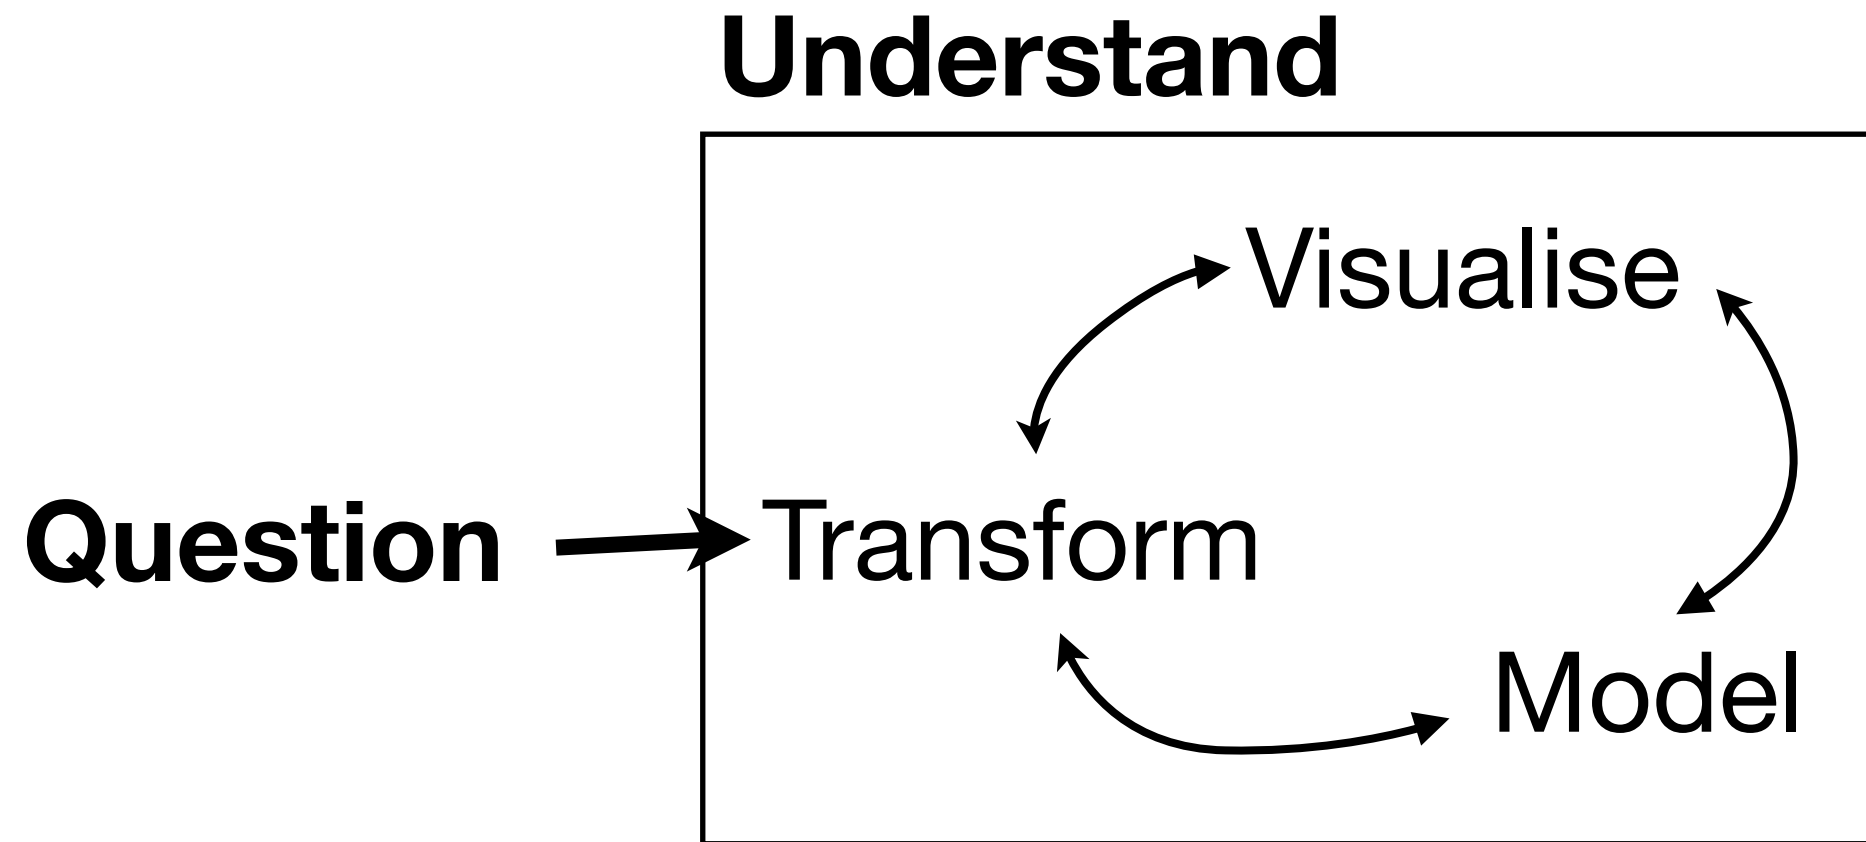 Understand
Visualise
Question
Transform
Model